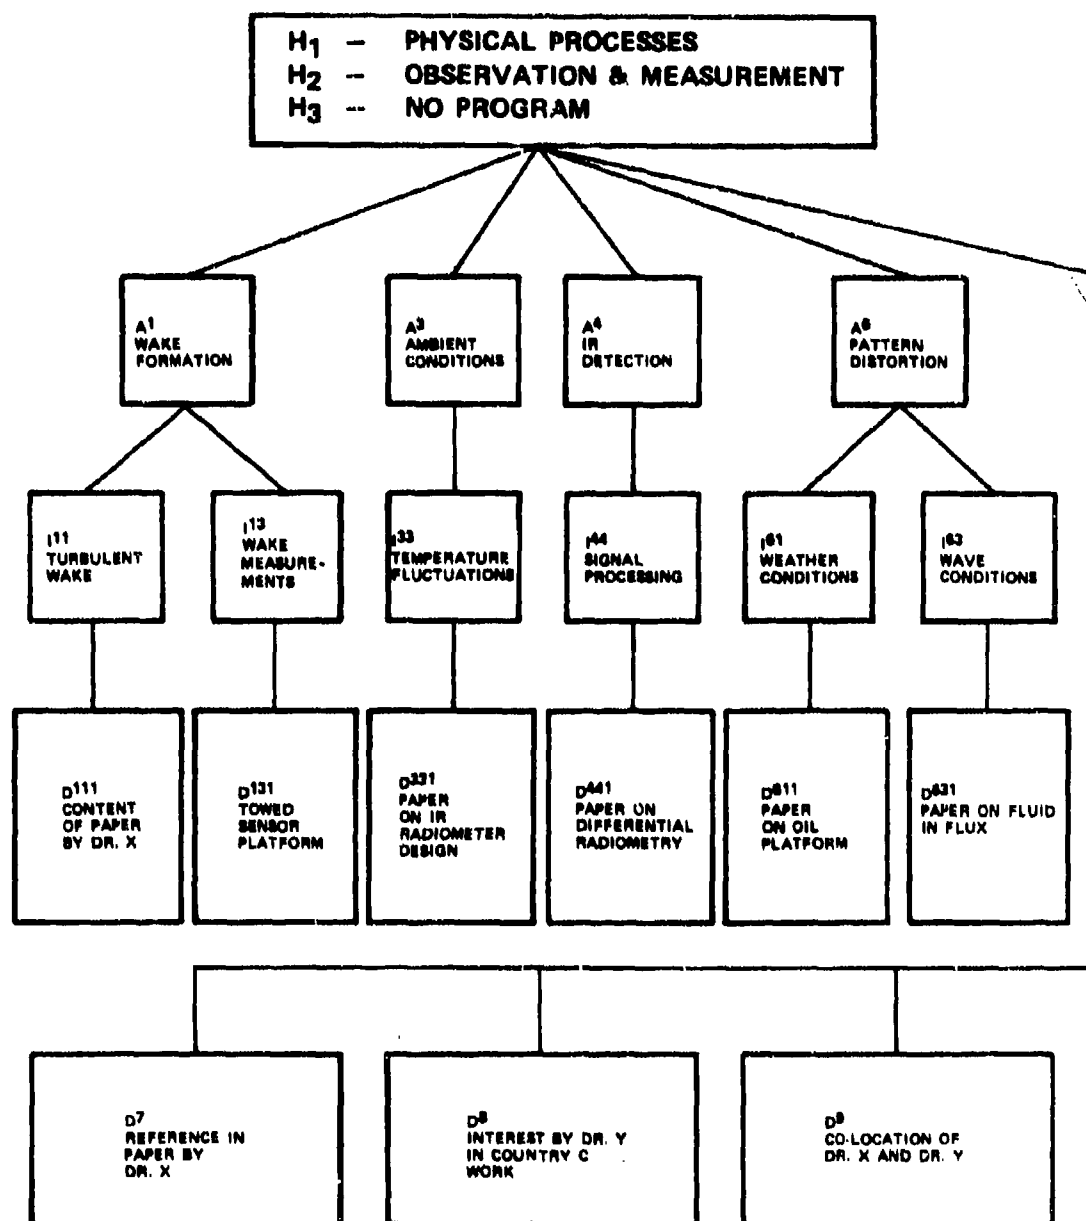 H1 – PHYSICAL PROCESSES
H2 – OBSERVATION & MEASUREMENT
H3 – NO PROGRAM
A1
WAKE
FORMATION
A3
AMBIENT
CONDITIONS
A4
IR
DETECTION
A6
PATTERN
DISTORTION
I11
TURBULENT
WAKE
I13
WAKE
MEASURE-
MENTS
I33
TEMPERATURE
FLUCTUATIONS
I44
SIGNAL
PROCESSING
I61
WEATHER
CONDITIONS
I63
WAVE
CONDITIONS
D111
CONTENT
OF PAPER
BY DR. X
D131
TOWED
SENSOR
PLATFORM
D331
PAPER
ON IR
RADIOMETER
DESIGN
D441
PAPER ON
DIFFERENTIAL
RADIOMETRY
D611
PAPER
ON OIL
PLATFORM
D631
PAPER ON FLUID
IN FLUX
D7
REFERENCE IN
PAPER BY
DR. X
D8
INTEREST BY DR. Y
IN COUNTRY C
WORK
D9
CO-LOCATION OF
DR. X AND DR. Y